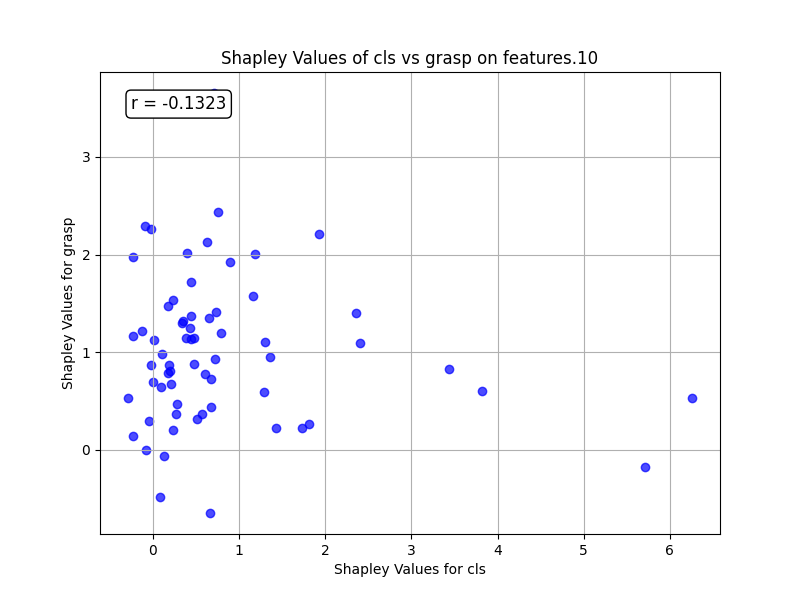 Shapley Values of cls vs grasp on features.10
r = -0.1323
3
2
1
0
Shapley Values for grasp
0 1 2 3 4 5 6
Shapley Values for cls